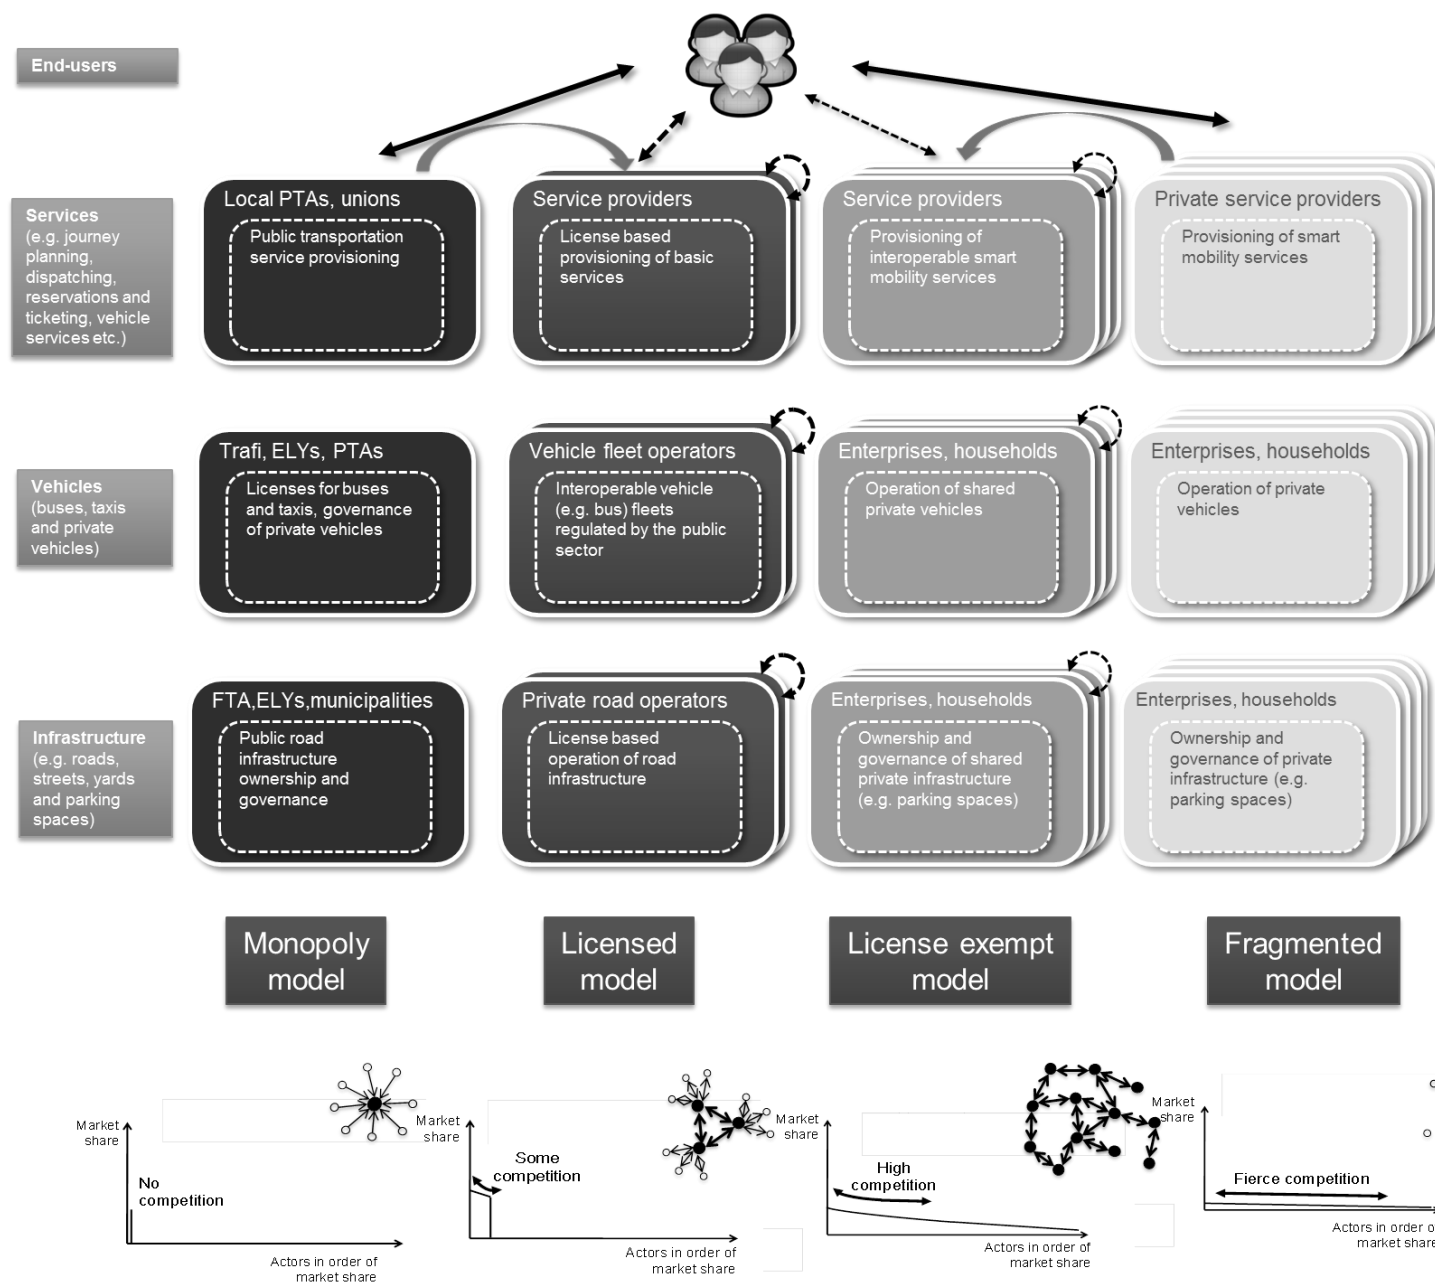 End-users
Services
(e.g. journey
planning,
dispatching,
reservations and
ticketing, vehicle
services etc.)
Local PTAs, unions
Public transportation
service provisioning
Service providers
License based
provisioning of basic
services
Service providers
Provisioning of
interoperable smart
mobility services
Private service providers
Provisioning of smart
mobility services
Vehicles
(buses, taxis
and private
vehicles)
Trafi, ELYs, PTAs
Licenses for buses
and taxis, governance
of private vehicles
Vehicle fleet operators
Interoperable vehicle
(e.g. bus) fleets
regulated by the public
sector
Enterprises, households
Operation of shared
private vehicles
Enterprises, households
Operation of private
vehicles
Infrastructure
(e.g. roads,
streets, yards
and parking
spaces)
FTA,ELYs,municipalities
Public road
infrastructure
ownership and
governance
Private road operators
License based
operation of road
infrastructure
Enterprises, households
Ownership and
governance of shared
private infrastructure
(e.g. parking spaces)
Enterprises, households
Ownership and
governance of private
infrastructure (e.g.
parking spaces)
Monopoly
model
Licensed
model
License exempt
model
Fragmented
model
Market
share
No
competition
Actors in order of
market share
Market
share
Some
competition
Actors in order of
market share
Market
share
High
competition
Actors in order of
market share
Market
share
Fierce competition
Actors in order of
market share